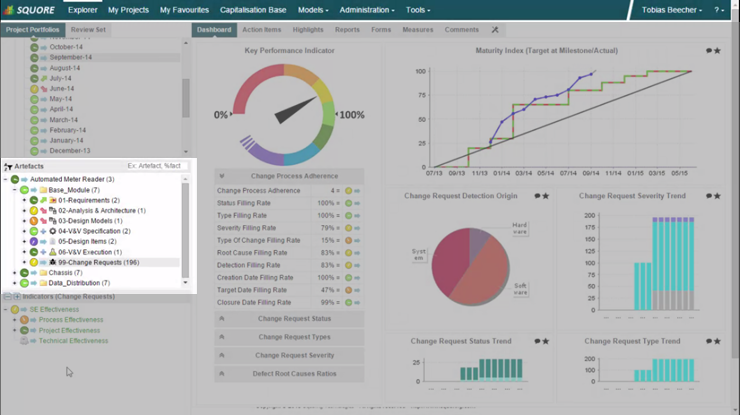 SQUORE Explorer My Projects My Favourites Capitalisation Base Models Administration Tools Tobias Beecher ?
Project Portfolios Review Set
October-14
September-14
August-14
July-14
June-14
May-14
April-14
March-14
February-14
January-14
December-13
Artefacts Ex: Artefact, %fact
Automated Meter Reader (3)
Base_Module (7)
01-Requirements (2)
02-Analysis & Architecture (1)
03-Design Models (1)
04-V&V Specification (2)
05-Design Items (2)
06-V&V Execution (1)
99-Change Requests (196)
Chassis (7)
Data_Distribution (7)
Indicators (Change Requests)
SE Effectiveness
Process Effectiveness
Project Effectiveness
Technical Effectiveness
Dashboard Action Items Highlights Reports Forms Measures Comments
Key Performance Indicator
0% 100%
Change Process Adherence
Change Process Adherence 4 =
Status Filling Rate 100% =
Type Filling Rate 100% =
Severity Filling Rate 79% =
Type Of Change Filling Rate 15% =
Root Cause Filling Rate 83% =
Detection Filling Rate 83% =
Creation Date Filling Rate 100% =
Target Date Filling Rate 47% =
Closure Date Filling Rate 99% =
Change Request Status
Change Request Types
Change Request Severity
Defect Root Causes Ratios
Maturity Index (Target at Milestone/Actual)
100
80
60
40
20
0
07/13 09/13 11/13 01/14 03/14 05/14 07/14 09/14 11/14 01/15 03/15 05/15
Change Request Detection Origin
Hard
ware
Syst
em
Soft
ware
Change Request Severity Trend
200
150
100
50
0
Change Request Status Trend
25
0
Change Request Type Trend
200
100
0